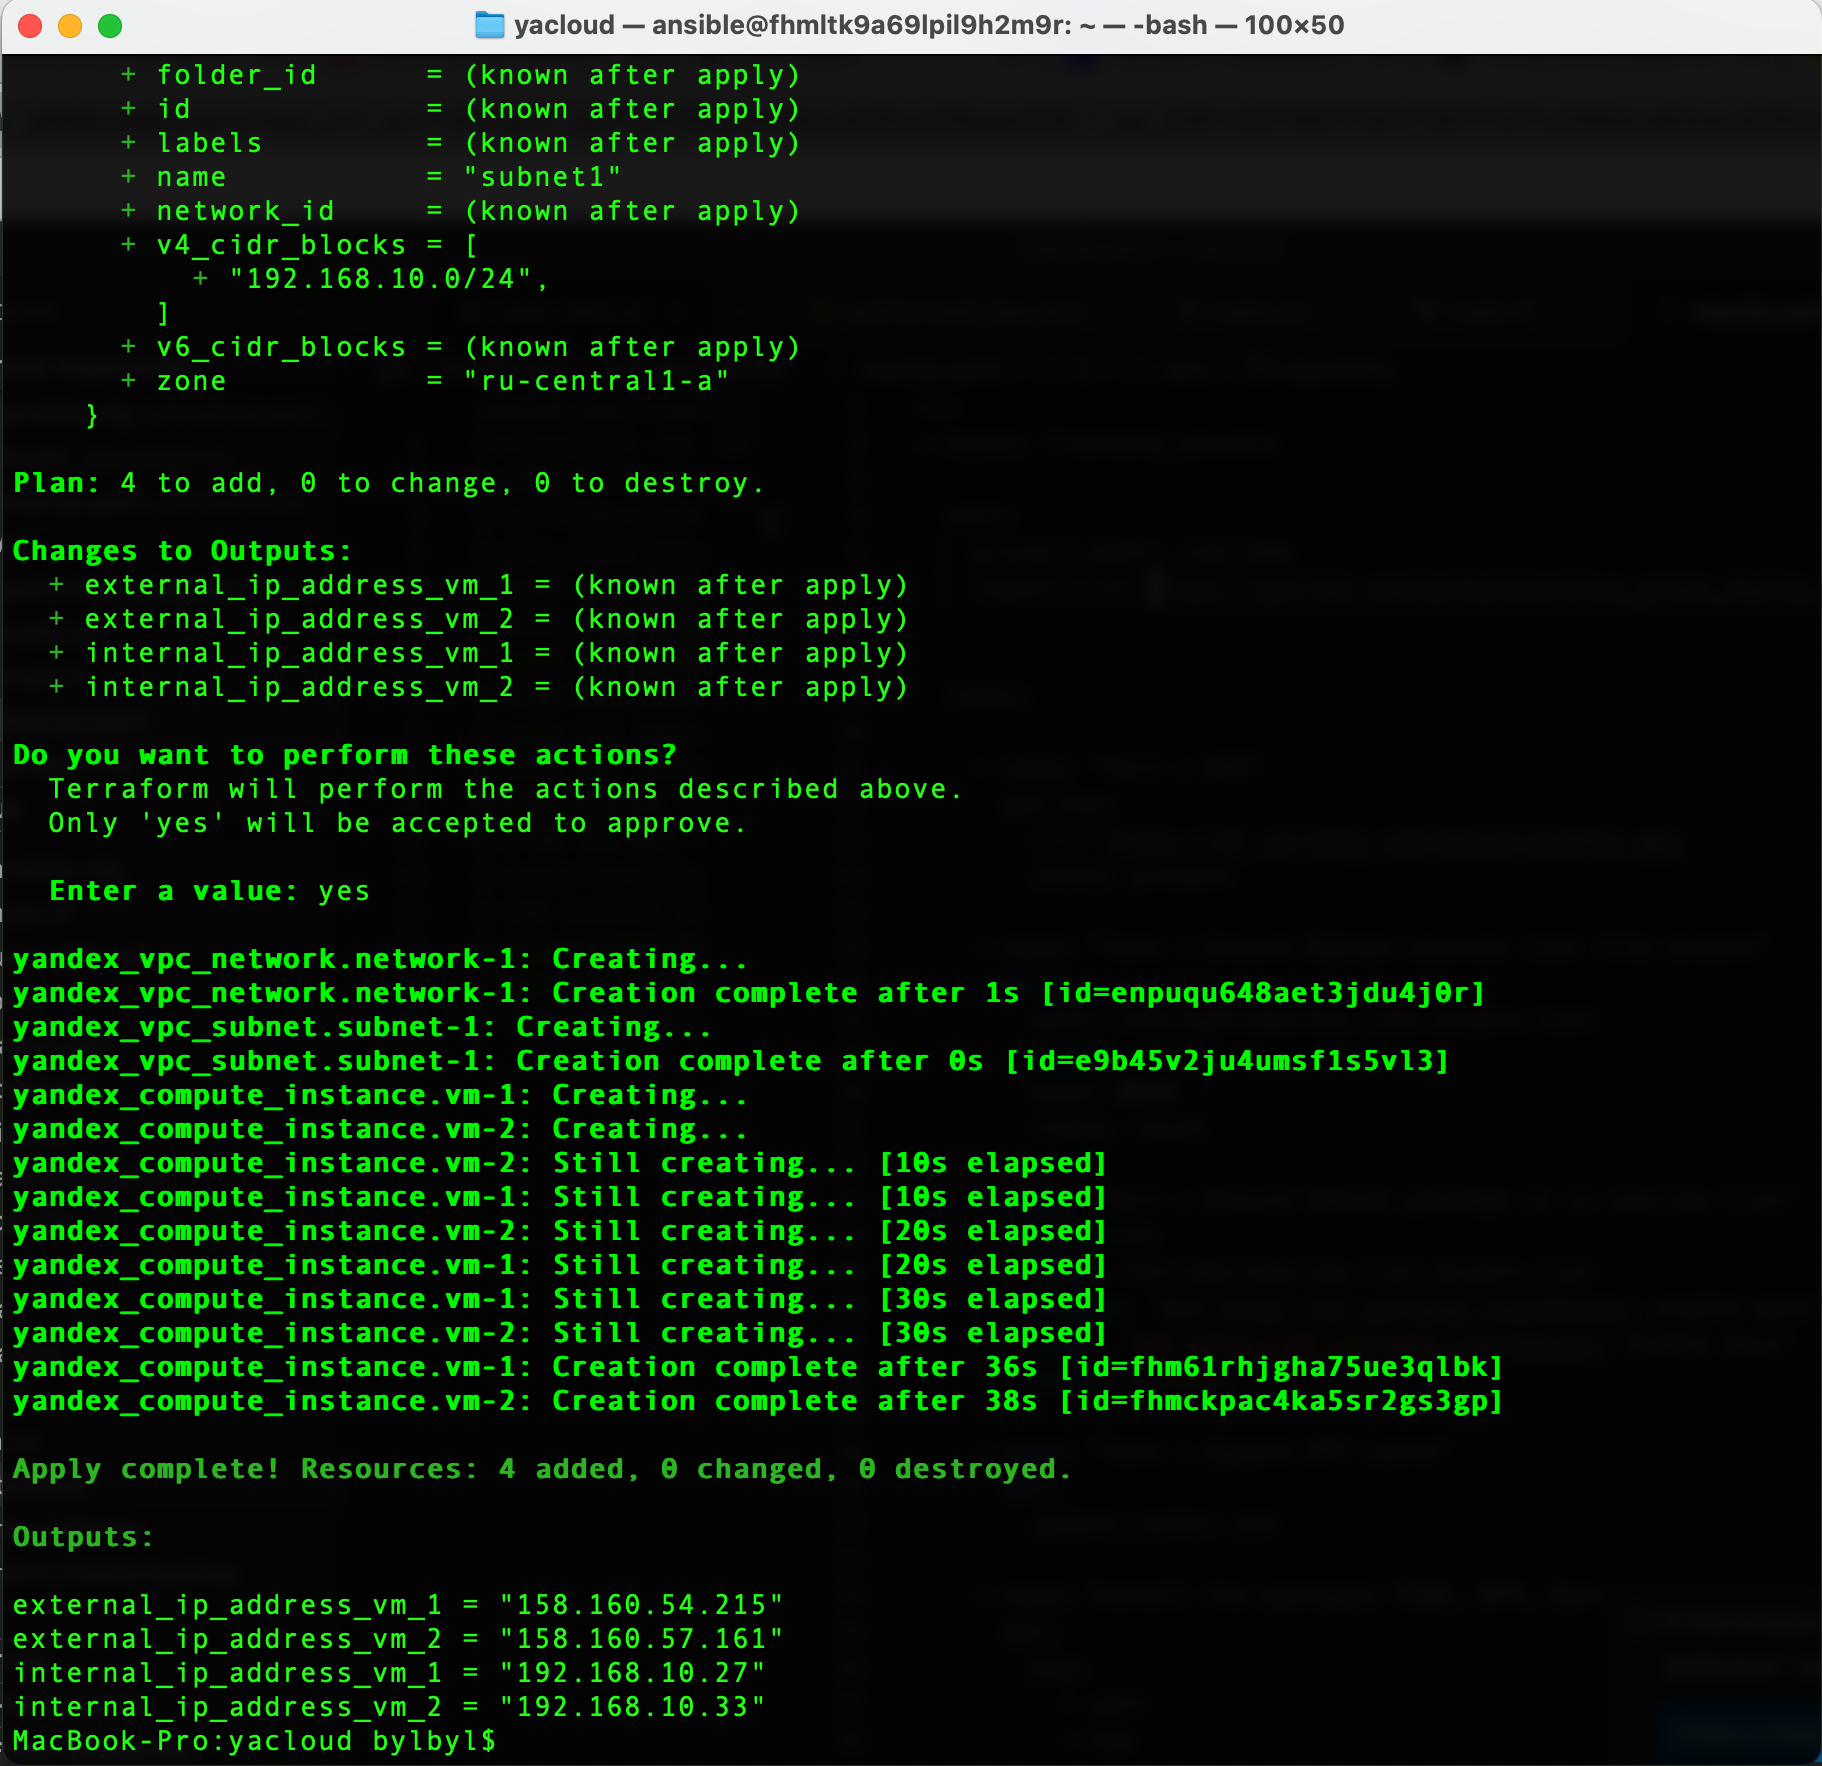 yacloud — ansible@fhmltk9a69lpil9h2m9r: ~ — -bash — 100×50
      + folder_id      = (known after apply)
      + id             = (known after apply)
      + labels         = (known after apply)
      + name           = "subnet1"
      + network_id     = (known after apply)
      + v4_cidr_blocks = [
          + "192.168.10.0/24",
        ]
      + v6_cidr_blocks = (known after apply)
      + zone           = "ru-central1-a"
    }

Plan: 4 to add, 0 to change, 0 to destroy.

Changes to Outputs:
  + external_ip_address_vm_1 = (known after apply)
  + external_ip_address_vm_2 = (known after apply)
  + internal_ip_address_vm_1 = (known after apply)
  + internal_ip_address_vm_2 = (known after apply)

Do you want to perform these actions?
  Terraform will perform the actions described above.
  Only 'yes' will be accepted to approve.

  Enter a value: yes

yandex_vpc_network.network-1: Creating...
yandex_vpc_network.network-1: Creation complete after 1s [id=enpuqu648aet3jdu4j0r]
yandex_vpc_subnet.subnet-1: Creating...
yandex_vpc_subnet.subnet-1: Creation complete after 0s [id=e9b45v2ju4umsf1s5vl3]
yandex_compute_instance.vm-1: Creating...
yandex_compute_instance.vm-2: Creating...
yandex_compute_instance.vm-2: Still creating... [10s elapsed]
yandex_compute_instance.vm-1: Still creating... [10s elapsed]
yandex_compute_instance.vm-2: Still creating... [20s elapsed]
yandex_compute_instance.vm-1: Still creating... [20s elapsed]
yandex_compute_instance.vm-1: Still creating... [30s elapsed]
yandex_compute_instance.vm-2: Still creating... [30s elapsed]
yandex_compute_instance.vm-1: Creation complete after 36s [id=fhm61rhjgha75ue3qlbk]
yandex_compute_instance.vm-2: Creation complete after 38s [id=fhmckpac4ka5sr2gs3gp]

Apply complete! Resources: 4 added, 0 changed, 0 destroyed.

Outputs:

external_ip_address_vm_1 = "158.160.54.215"
external_ip_address_vm_2 = "158.160.57.161"
internal_ip_address_vm_1 = "192.168.10.27"
internal_ip_address_vm_2 = "192.168.10.33"
MacBook-Pro:yacloud bylbyl$